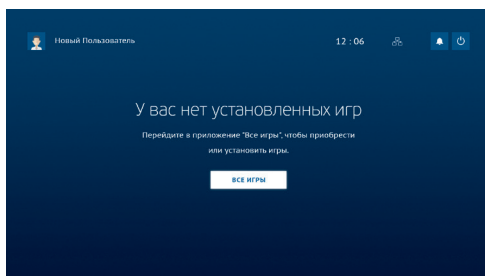 Новый Пользователь
12 : 06
У вас нет установленных игр
Перейдите в приложение "Все игры", чтобы приобрести
или установить игры.
ВСЕ ИГРЫ